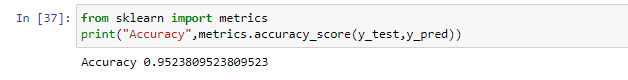 In [37]: from sklearn import metrics
print("Accuracy",metrics.accuracy_score(y_test,y_pred))
Accuracy 0.9523809523809523